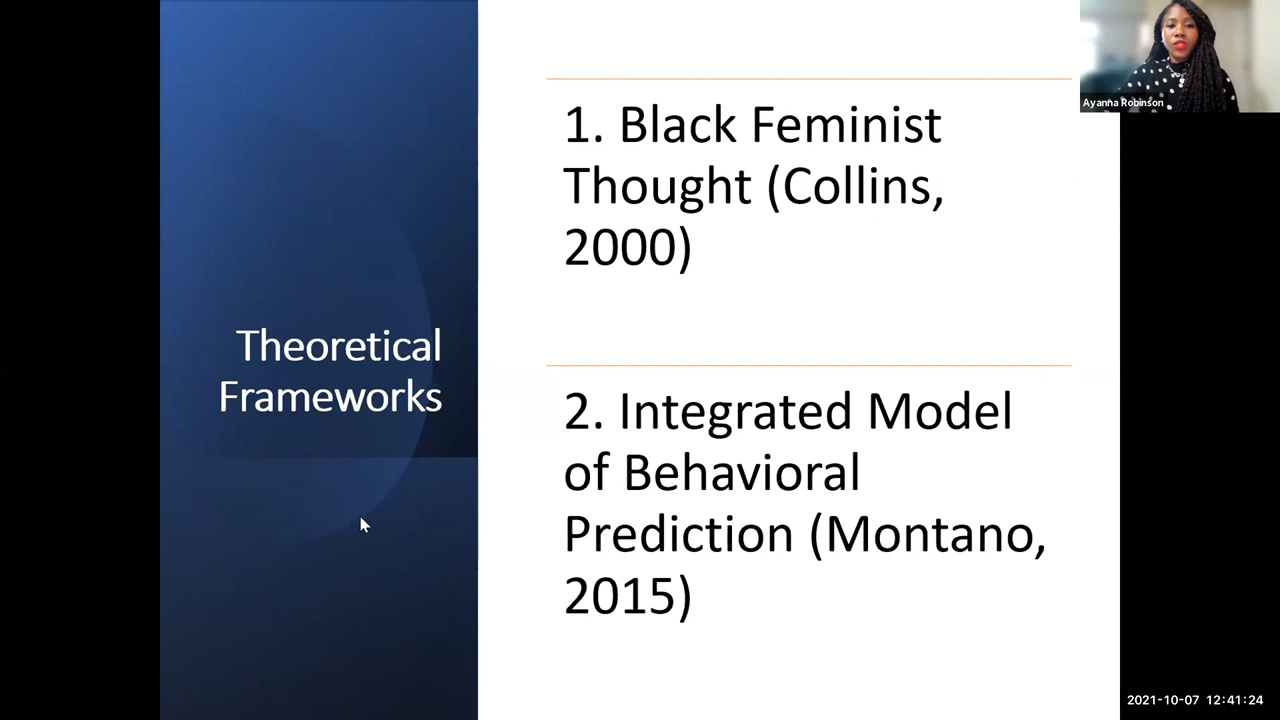 Theoretical
Frameworks
1. Black Feminist
Thought (Collins,
2000)
2. Integrated Model
of Behavioral
Prediction (Montano,
2015)
Ayanna Robinson
2021-10-07 12:41:24